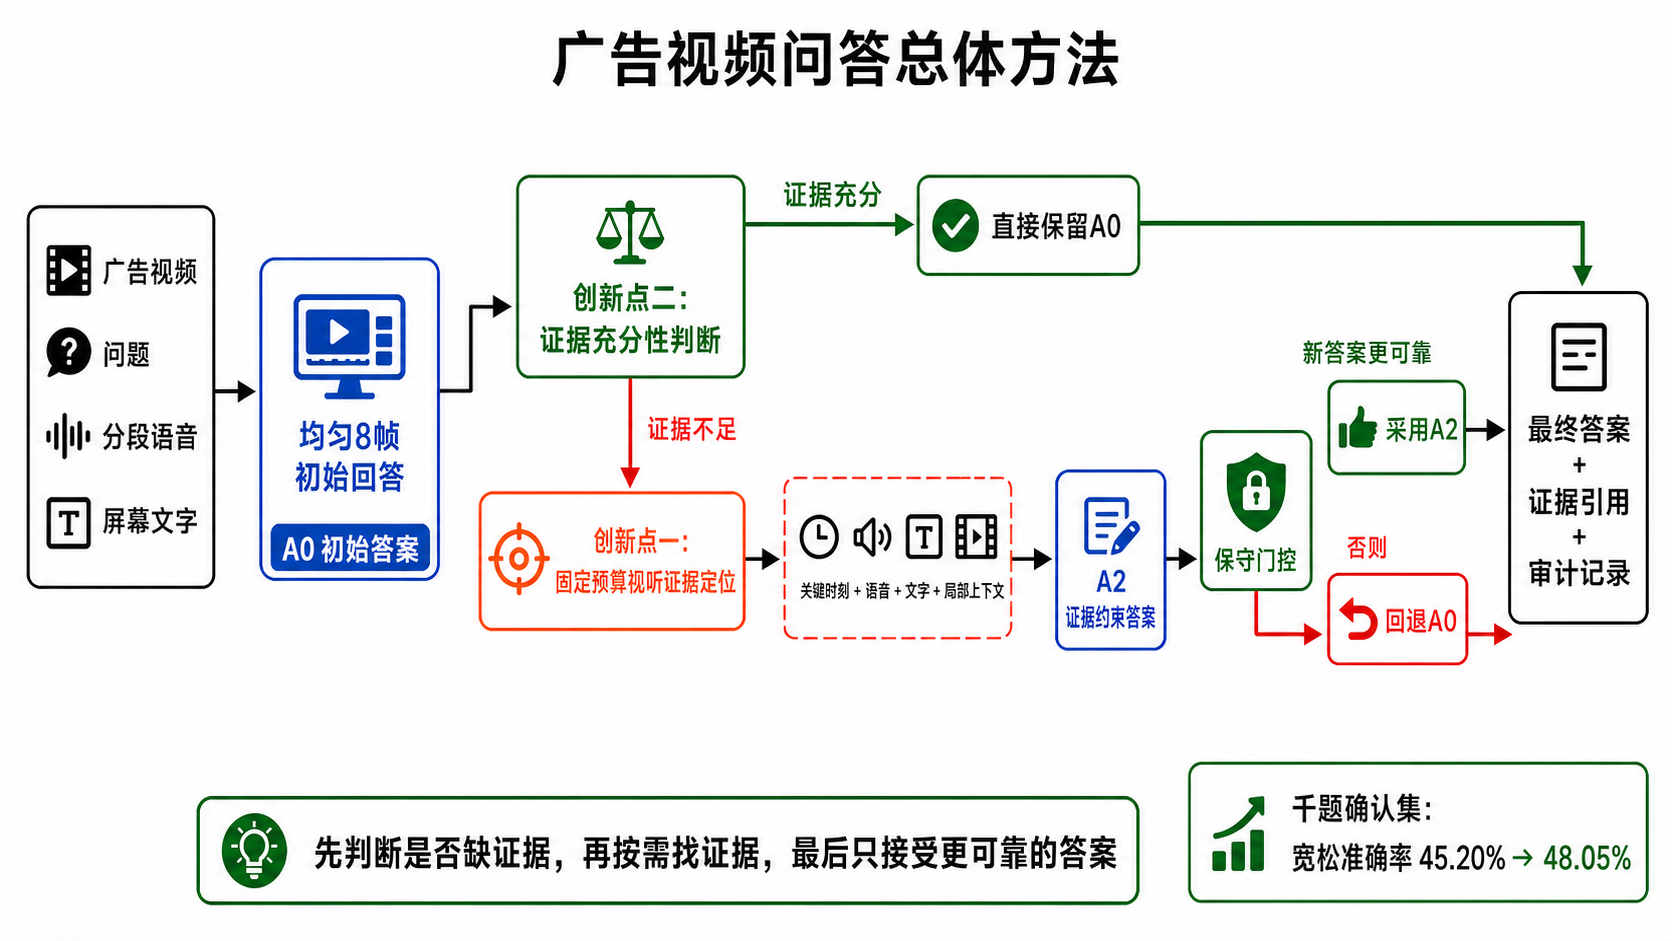 广告视频问答总体方法
广告视频
问题
分段语音
T
屏幕文字
均匀8帧
初始回答
A0 初始答案
创新点二：
证据充分性判断
证据充分
直接保留A0
证据不足
创新点一：
固定预算视听证据定位
T
关键时刻 + 语音 + 文字 + 局部上下文
A2
证据约束答案
保守门控
新答案更可靠
采用A2
否则
回退A0
最终答案
+
证据引用
+
审计记录
先判断是否缺证据，再按需找证据，最后只接受更可靠的答案
千题确认集：
宽松准确率 45.20% → 48.05%